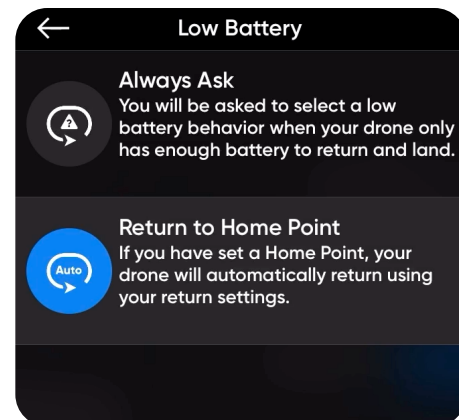 Low Battery
Always Ask
You will be asked to select a low
battery behavior when your drone only
has enough battery to return and land.
?
Return to Home Point
If you have set a Home Point, your
Auto
drone will automatically return using
your return settings.